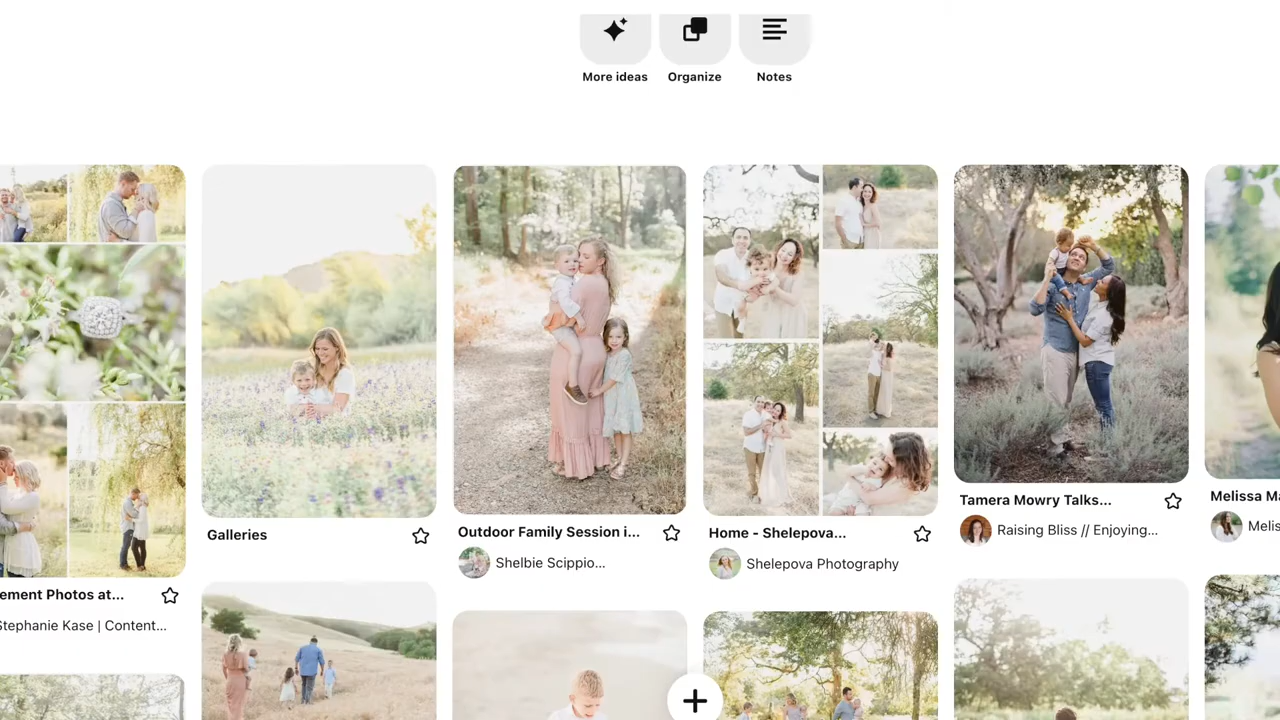 More ideas
Organize
Notes
ement Photos at...
Stephanie Kase | Content...
Galleries
Outdoor Family Session i...
Shelbie Scippio...
Home - Shelepova...
Shelepova Photography
Tamera Mowry Talks...
Raising Bliss // Enjoying...
Melissa Ma
Melis